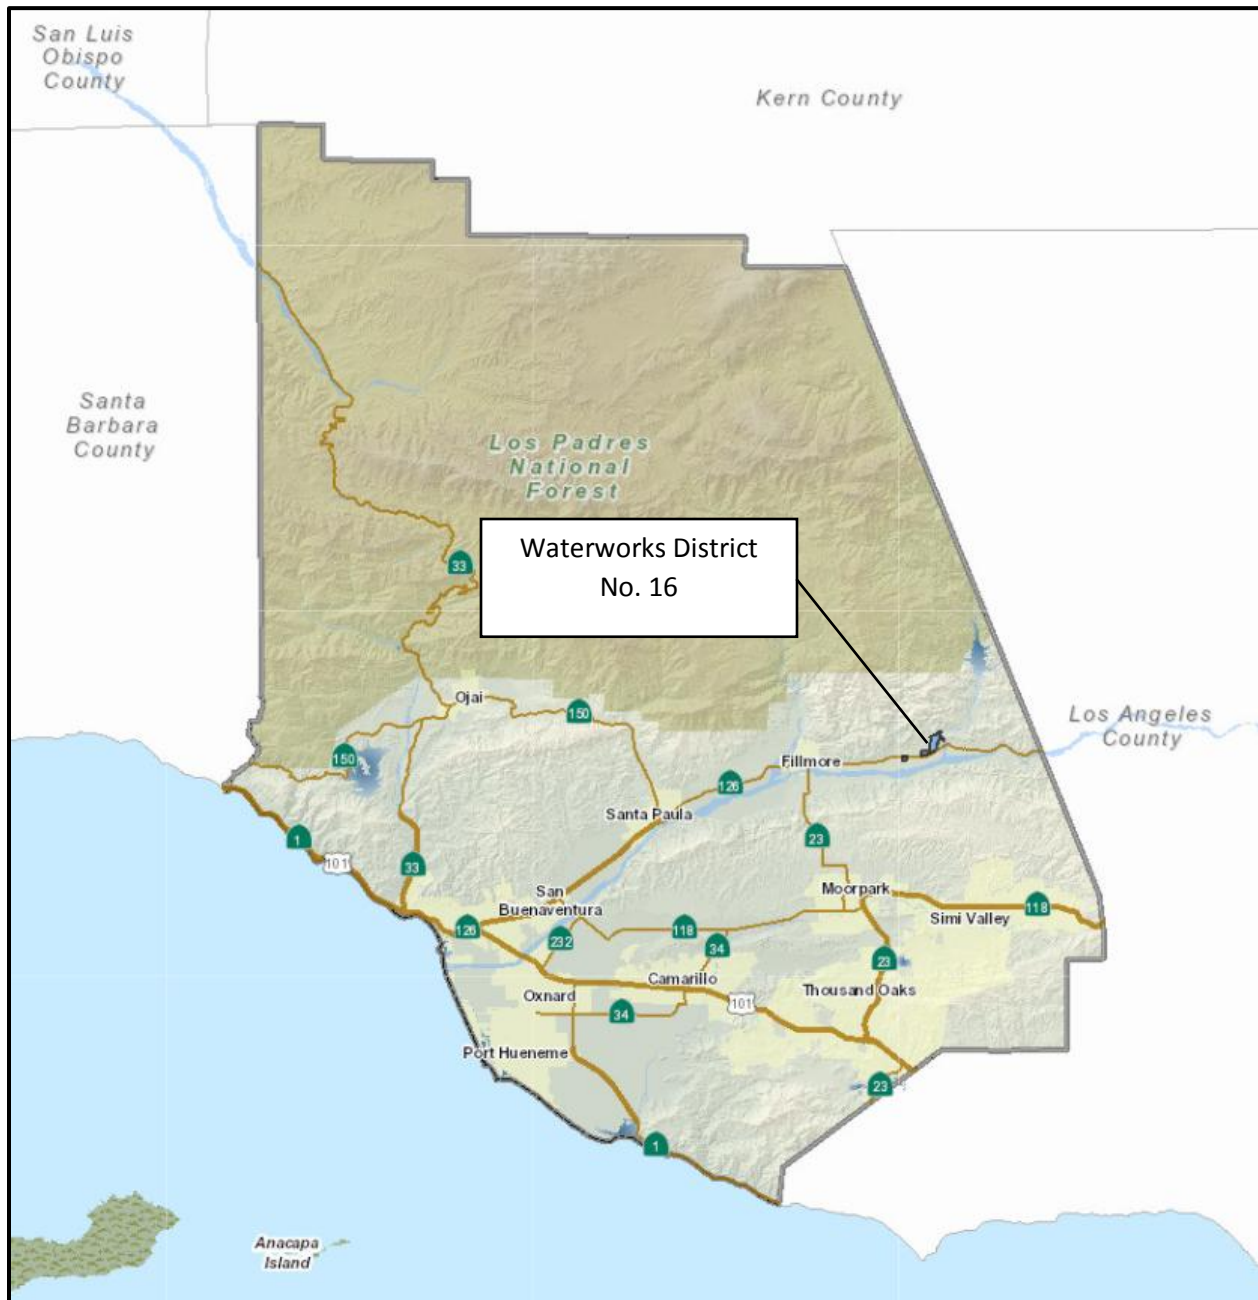 San Luis
Obispo
County
Kern County
Santa
Barbara
County
Los Padres
National
Forest
Waterworks District
No. 16
33
Ojai
150
150
Los Angeles
County
Fillmore
126
Santa Paula
23
1
101
33
San
Buenaventura
Moorpark
Simi Valley
118
126
232
118
34
23
Camarillo
Thousand Oaks
Oxnard
34
101
Port Hueneme
23
1
Anacapa
Island